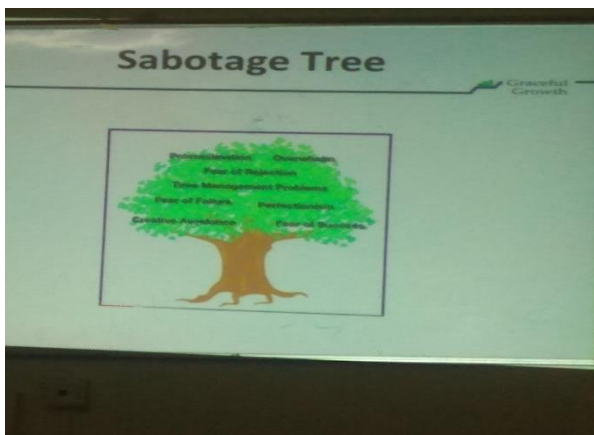 Sabotage Tree
Graceful
Growth
Procrastination Overwhelm
Fear of Rejection
Time Management Problems
Fear of Failure Perfectionism
Creative Avoidance Fear of Success